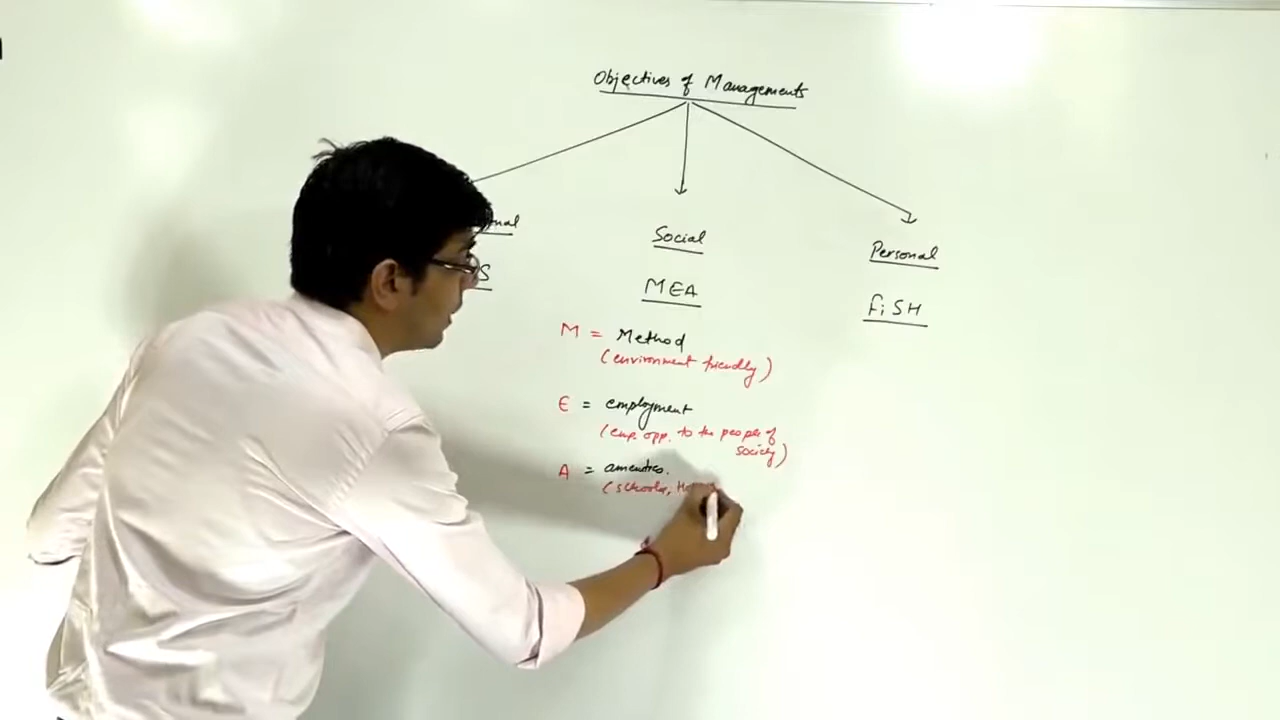 Objectives of Managements
Social
Personal
MEA
FiSH
M = Method
(environment friendly)
E = employment
(emp. opp. to the people of
society)
A =
(schools,